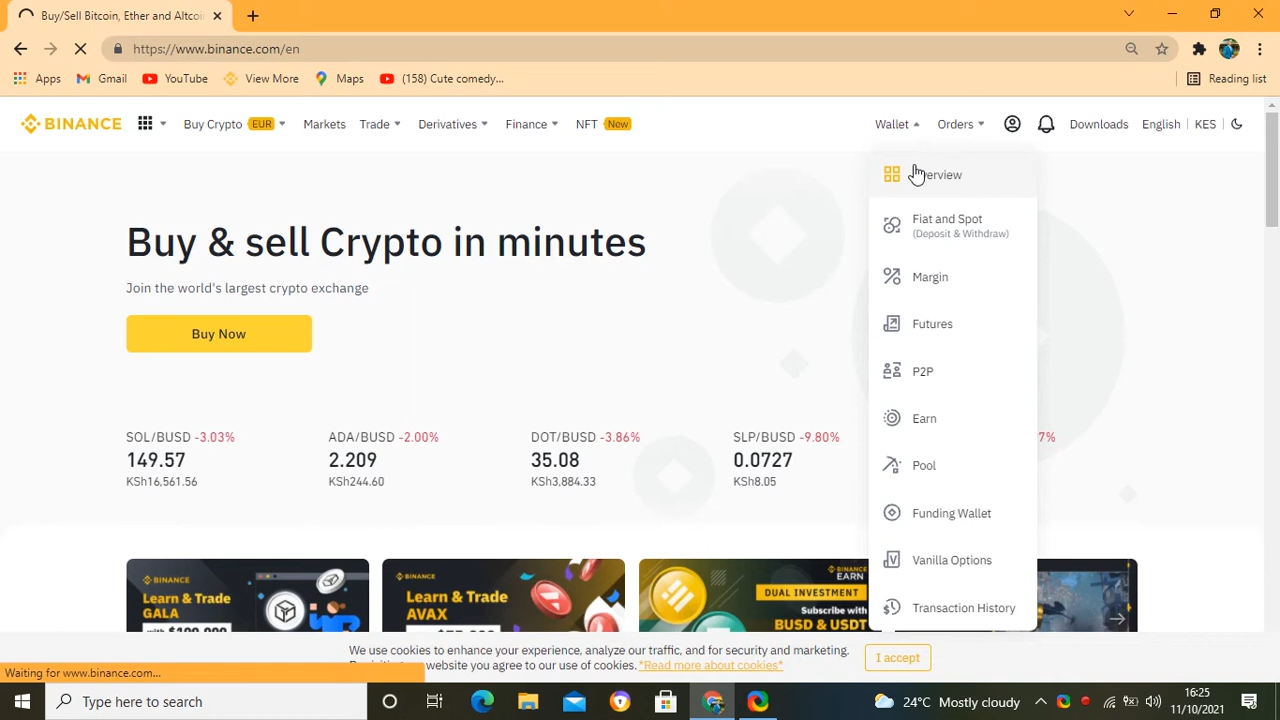 Buy/Sell Bitcoin, Ether and Altcoi
https://www.binance.com/en
Apps Gmail YouTube View More Maps (158) Cute comedy... Reading list
BINANCE Buy Crypto EUR Markets Trade Derivatives Finance NFT New Wallet Orders Downloads English KES
Overview
Buy & sell Crypto in minutes
Fiat and Spot
(Deposit & Withdraw)
Join the world's largest crypto exchange
Margin
Buy Now
Futures
P2P
Earn
SOL/BUSD -3.03% ADA/BUSD -2.00% DOT/BUSD -3.86% SLP/BUSD -9.80% 7%
149.57 2.209 35.08 0.0727
KSh16,561.56 KSh244.60 KSh3,884.33 KSh8.05
Pool
Funding Wallet
Vanilla Options
Transaction History
BINANCE
Learn & Trade
GALA
BINANCE
Learn & Trade
AVAX
BINANCE
EARN
DUAL INVESTMENT
Subscribe with
BUSD & USDT
We use cookies to enhance your experience, analyze our traffic, and for security and marketing.
website you agree to our use of cookies. *Read more about cookies*
I accept
Waiting for www.binance.com...
Type here to search
24°C Mostly cloudy
16:25
11/10/2021